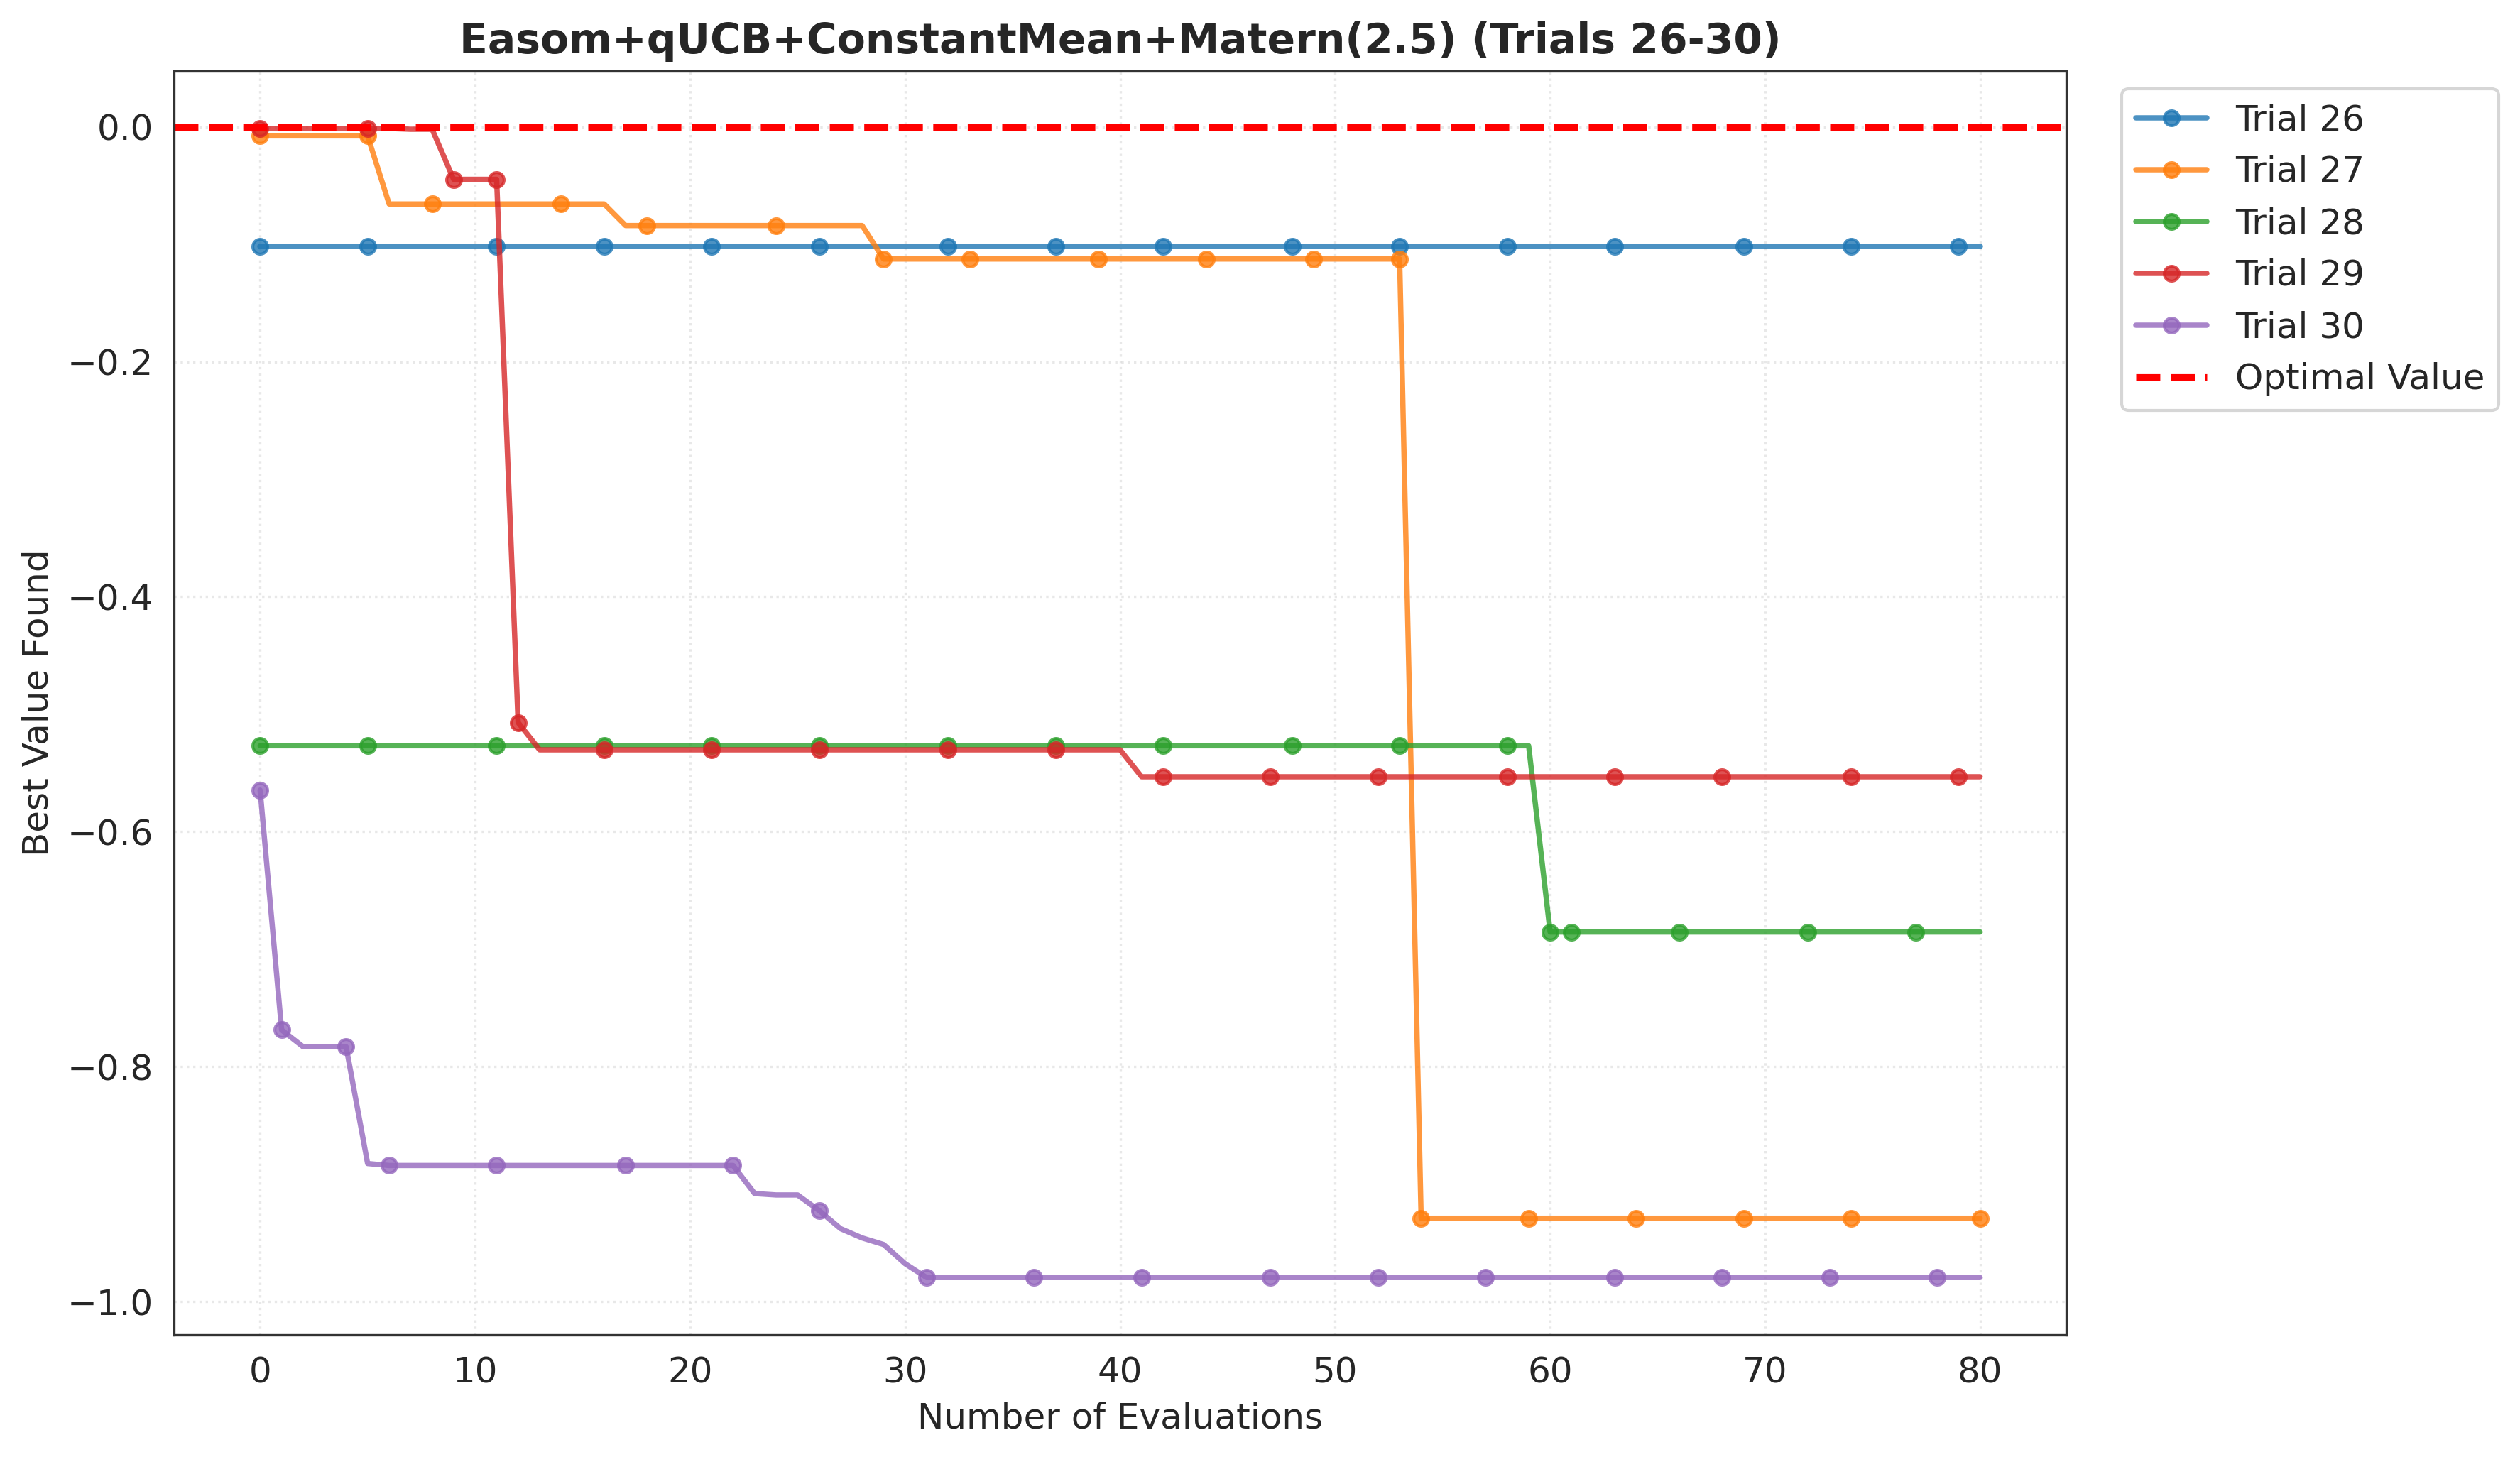 Easom+qUCB+ConstantMean+Matern(2.5) (Trials 26-30)
Trial 26
Trial 27
Trial 28
Trial 29
Trial 30
Optimal Value
Best Value Found
0.0
−0.2
−0.4
−0.6
−0.8
−1.0
0 10 20 30 40 50 60 70 80
Number of Evaluations